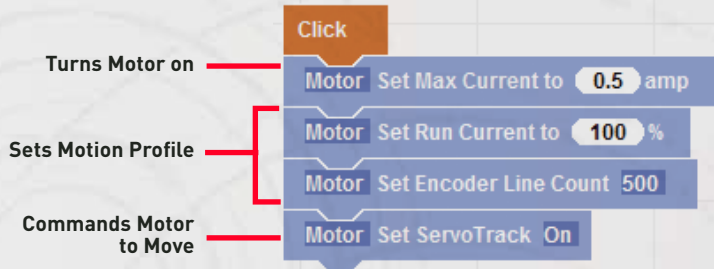 Click
Turns Motor on
Motor Set Max Current to 0.5 amp
Sets Motion Profile
Motor Set Run Current to 100 %
Motor Set Encoder Line Count 500
Commands Motor
to Move
Motor Set ServoTrack On